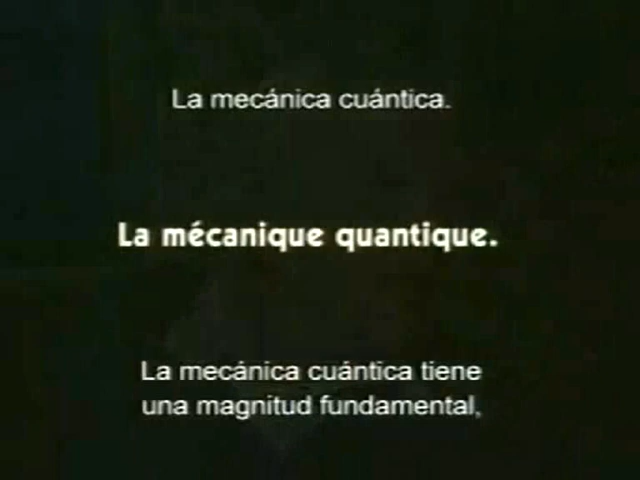 La mecánica cuántica.
La mécanique quantique.
La mecánica cuántica tiene
una magnitud fundamental,